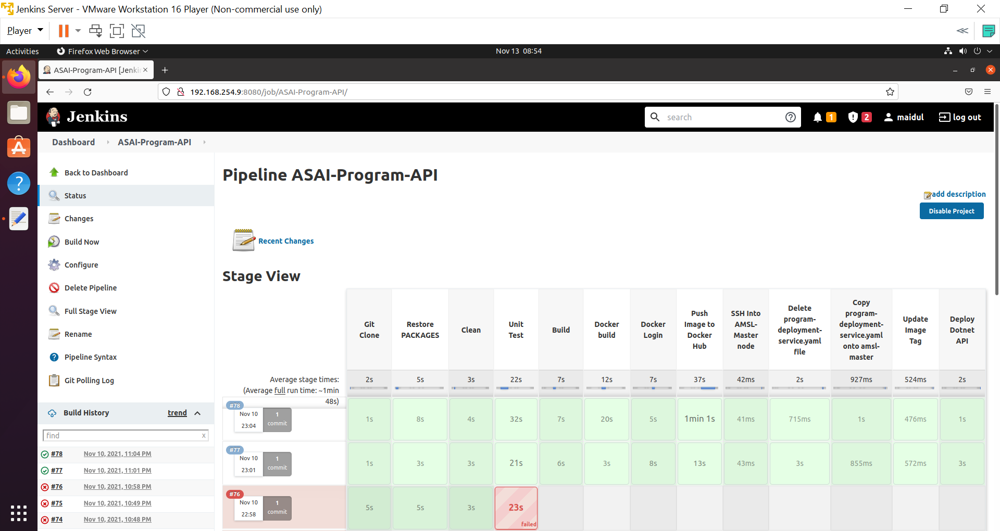 Jenkins Server - VMware Workstation 16 Player (Non-commercial use only)
Player
Activities
Firefox Web Browser
Nov 13 08:54
ASAI-Program-API [Jenki
192.168.254.9:8080/job/ASAI-Program-API/
Jenkins
search
1
2
maidul
log out
Dashboard
ASAI-Program-API
Back to Dashboard
Status
Changes
Build Now
Configure
Delete Pipeline
Full Stage View
Rename
Pipeline Syntax
Git Polling Log
Build History
trend
find
x
#78 Nov 10, 2021, 11:04 PM
#77 Nov 10, 2021, 11:01 PM
#76 Nov 10, 2021, 10:58 PM
#75 Nov 10, 2021, 10:49 PM
#74 Nov 10, 2021, 10:48 PM
Pipeline ASAI-Program-API
add description
Disable Project
Recent Changes
Stage View
Git
Clone
Restore
PACKAGES
Clean
Unit
Test
Build
Docker
build
Docker
Login
Push
Image to
Docker
Hub
SSH Into
AMSL-
Master
node
Delete
program-
deployment-
service.yaml
file
Copy
program-
deployment-
service.yaml
onto amsl-
master
Update
Image
Tag
Deploy
Dotnet
API
Average stage times:
(Average full run time: ~1min
48s)
2s 5s 3s 22s 7s 12s 7s 37s 42ms 2s 927ms 524ms 2s
#78
Nov 10
23:04
1
commit
1s 8s 4s 32s 7s 20s 5s 1min 1s 41ms 715ms 1s 476ms 1s
#77
Nov 10
23:01
1
commit
1s 3s 3s 21s 6s 3s 8s 13s 43ms 3s 855ms 572ms 3s
#76
Nov 10
22:58
1
commit
5s 5s 3s 23s
failed